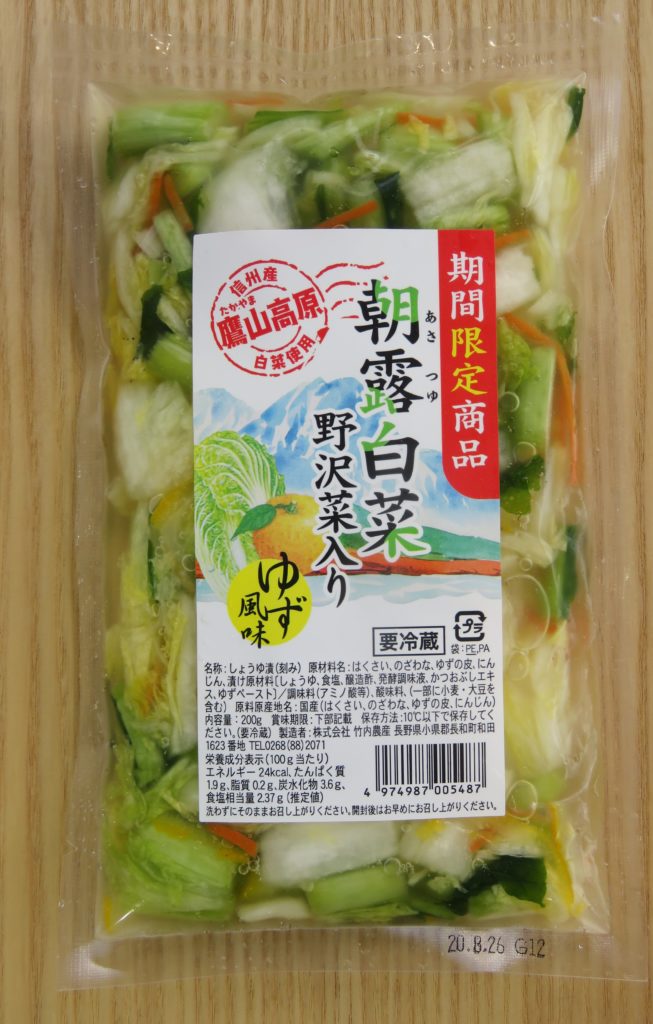 期間限定商品
朝露白菜
あさ つゆ
野沢菜入り
ゆず
風味
信州産
たかやま
鷹山高原
白菜使用
要冷蔵
プラ
袋:PE,PA
名称:しょうゆ漬(刻み) 原材料名:はくさい、のざわな、ゆずの皮、にん
じん、漬け原材料〔しょうゆ、食塩、醸造酢、発酵調味液、かつおぶしエキ
ス、ゆずペースト〕/調味料(アミノ酸等)、酸味料、(一部に小麦・大豆を
含む) 原料原産地名:国産(はくさい、のざわな、ゆずの皮、にんじん)
内容量:200g 賞味期限:下部記載 保存方法:10℃以下で保存してく
ださい。(要冷蔵) 製造者:株式会社 竹内農産 長野県小県郡長和町和田
1623番地 TEL0268(88)2071
栄養成分表示(100g当たり)
エネルギー24kcal、たんぱく質
1.9g、脂質0.2g、炭水化物3.6g、
食塩相当量2.37g(推定値)
4 974987 005487
洗わずにそのままお召し上がりください。開封後はお早めにお召し上がりください。
20.8.26 G12